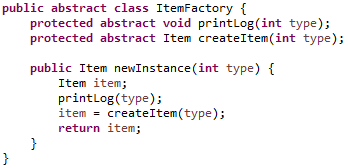 public abstract class ItemFactory {
    protected abstract void printLog(int type);
    protected abstract Item createItem(int type);

    public Item newInstance(int type) {
        Item item;
        printLog(type);
        item = createItem(type);
        return item;
    }
}